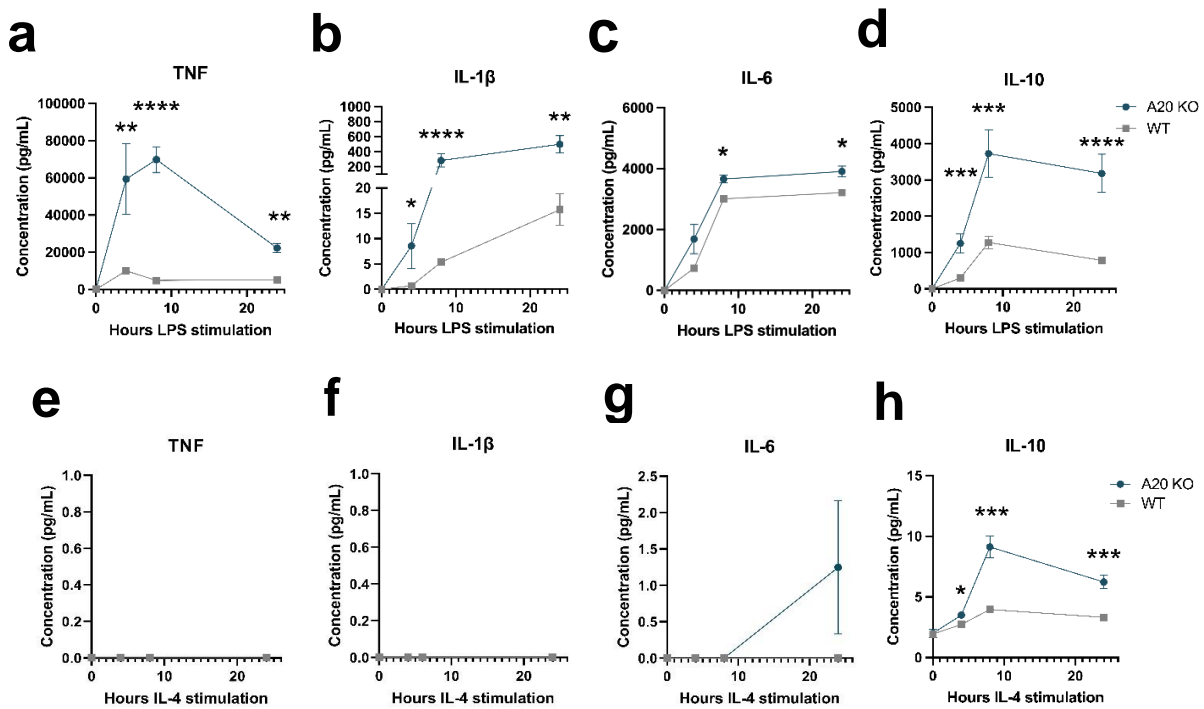 a
TNF
Concentration (pg/mL)
100000
80000
60000
40000
20000
0
**
****
**
0
10
20
Hours LPS stimulation
b
IL-1β
Concentration (pg/mL)
1000
800
600
400
200
20
15
10
5
0
*
****
**
0
10
20
Hours LPS stimulation
c
IL-6
Concentration (pg/mL)
6000
4000
2000
0
*
*
0
10
20
Hours LPS stimulation
d
IL-10
Concentration (pg/mL)
5000
4000
3000
2000
1000
0
***
***
****
0
10
20
Hours LPS stimulation
A20 KO
WT
e
TNF
Concentration (pg/mL)
1.0
0.8
0.6
0.4
0.2
0.0
0
10
20
Hours IL-4 stimulation
f
IL-1β
Concentration (pg/mL)
1.0
0.8
0.6
0.4
0.2
0.0
0
10
20
Hours IL-4 stimulation
g
IL-6
Concentration (pg/mL)
2.5
2.0
1.5
1.0
0.5
0.0
0
10
20
Hours IL-4 stimulation
h
IL-10
Concentration (pg/mL)
15
10
5
0
*
***
***
0
10
20
Hours IL-4 stimulation
A20 KO
WT